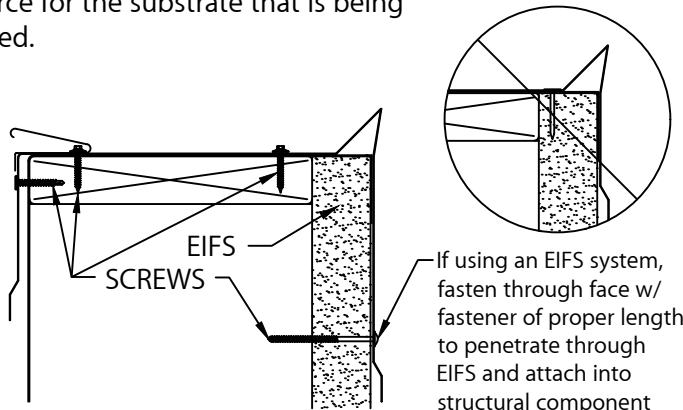 rce for the substrate that is being
ed.
EIFS
SCREWS
If using an EIFS system,
fasten through face w/
fastener of proper length
to penetrate through
EIFS and attach into
structural component